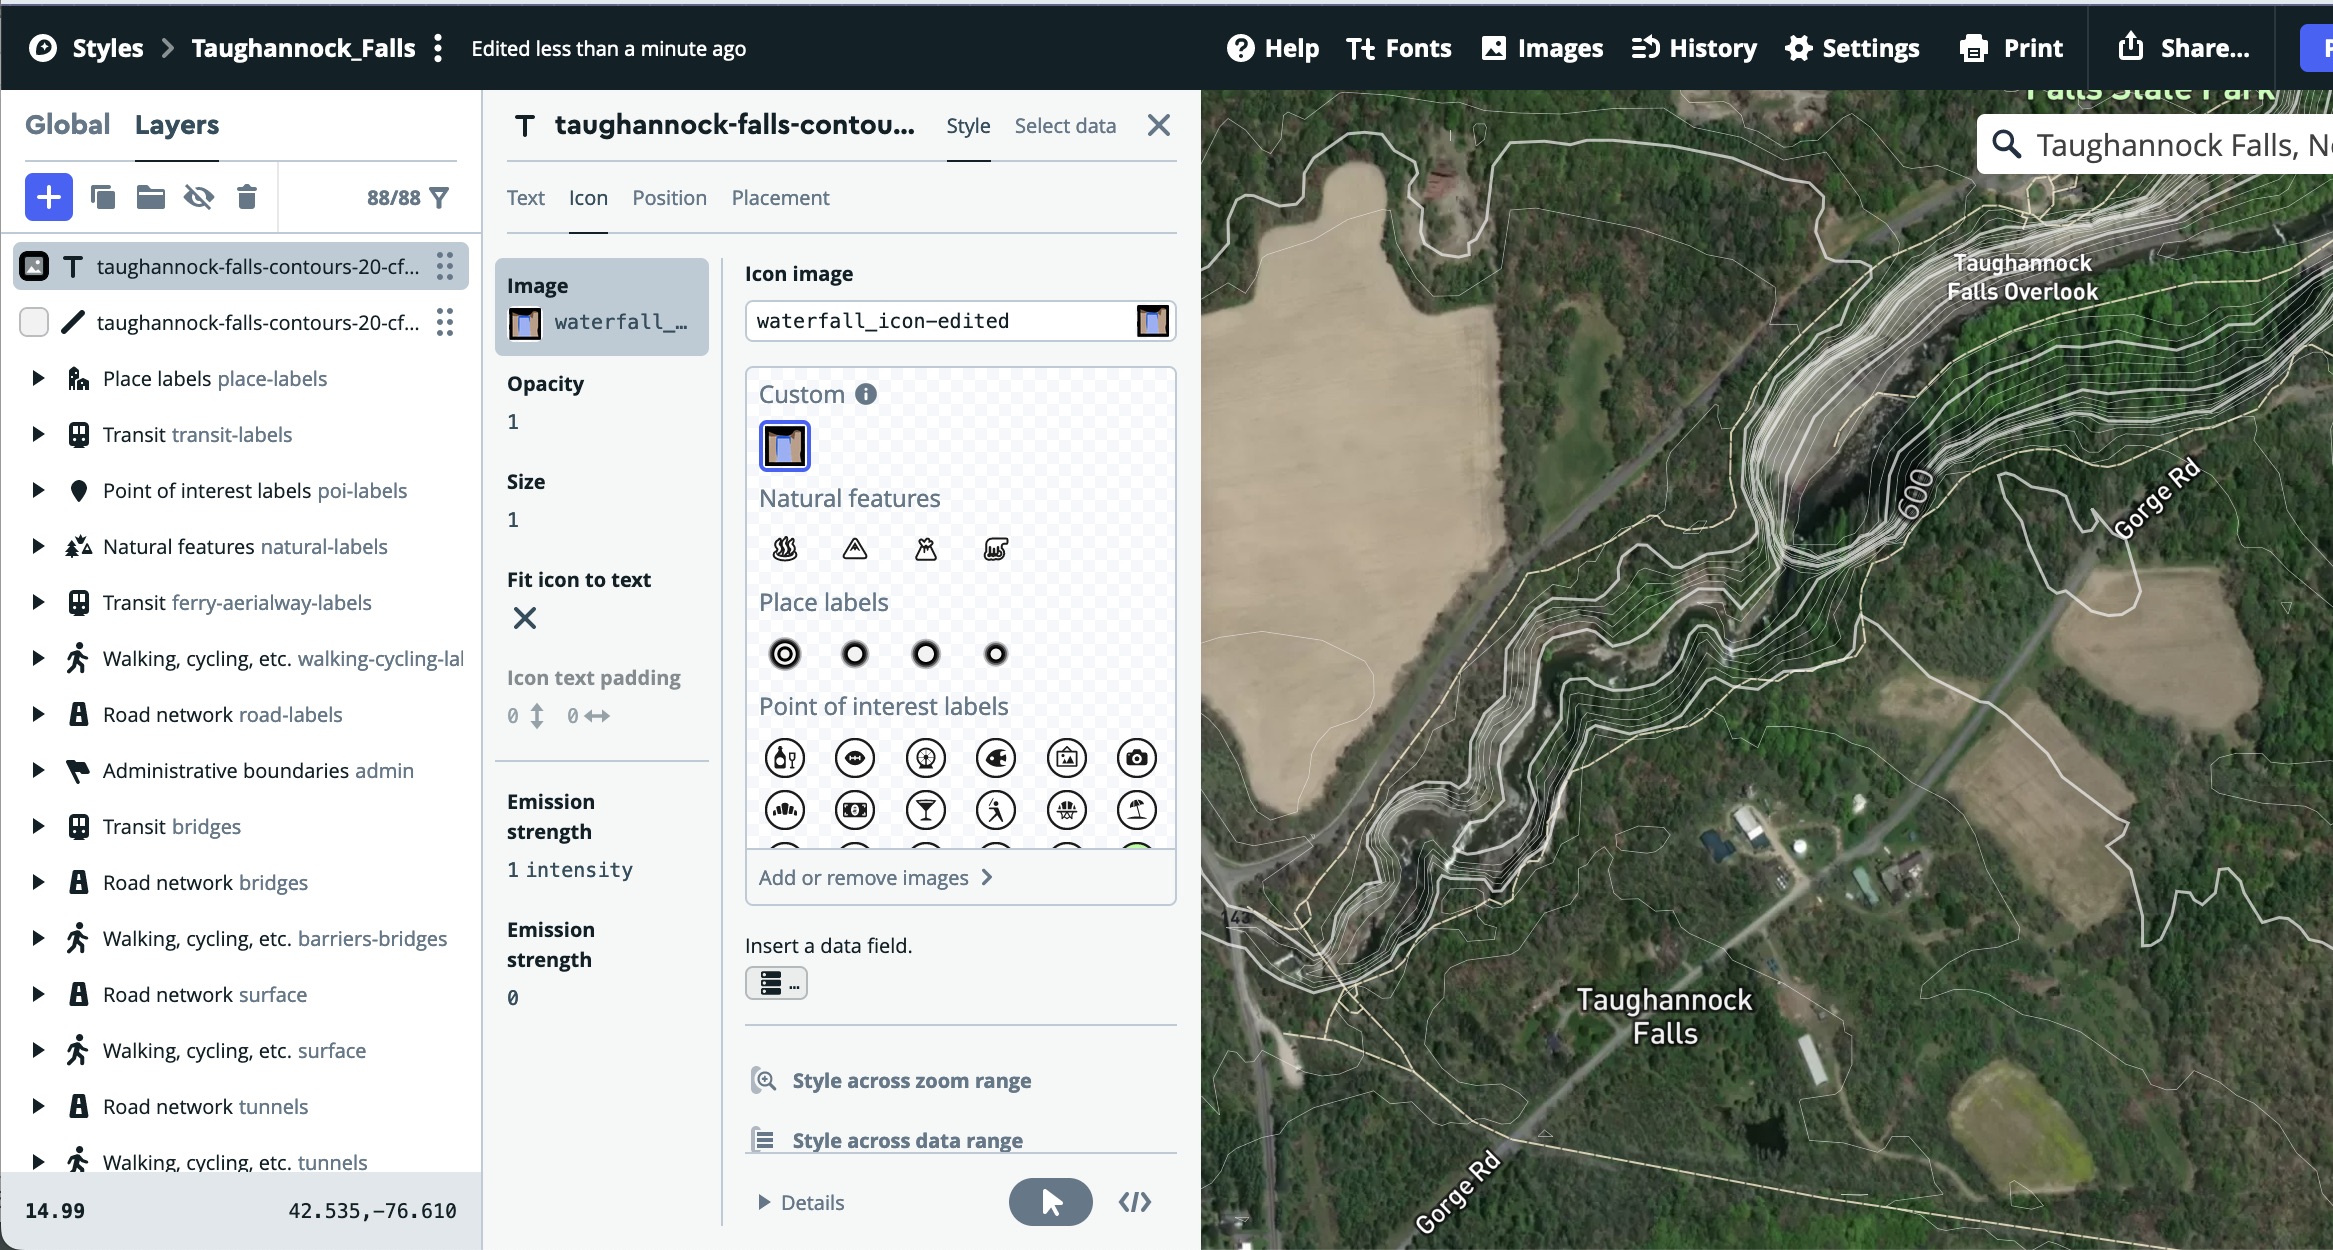 Styles > Taughannock_Falls Edited less than a minute ago
Help Fonts Images History Settings Print Share...
Global Layers
88/88
taughannock-falls-contours-20-cf...
taughannock-falls-contours-20-cf...
Place labels place-labels
Transit transit-labels
Point of interest labels poi-labels
Natural features natural-labels
Transit ferry-aerialway-labels
Walking, cycling, etc. walking-cycling-lal
Road network road-labels
Administrative boundaries admin
Transit bridges
Road network bridges
Walking, cycling, etc. barriers-bridges
Road network surface
Walking, cycling, etc. surface
Road network tunnels
Walking, cycling, etc. tunnels
14.99 42.535,-76.610
taughannock-falls-contou... Style Select data
Text Icon Position Placement
Image
waterfall_...
Opacity
1
Size
1
Fit icon to text
Icon text padding
0 0
Emission
strength
1 intensity
Emission
strength
0
Icon image
waterfall_icon-edited
Custom
Natural features
Place labels
Point of interest labels
Add or remove images >
Insert a data field.
...
Style across zoom range
Style across data range
Details </>
Falls State Park
Taughannock Falls, N
Taughannock
Falls Overlook
600
Gorge Rd
143
Taughannock
Falls
Gorge Rd